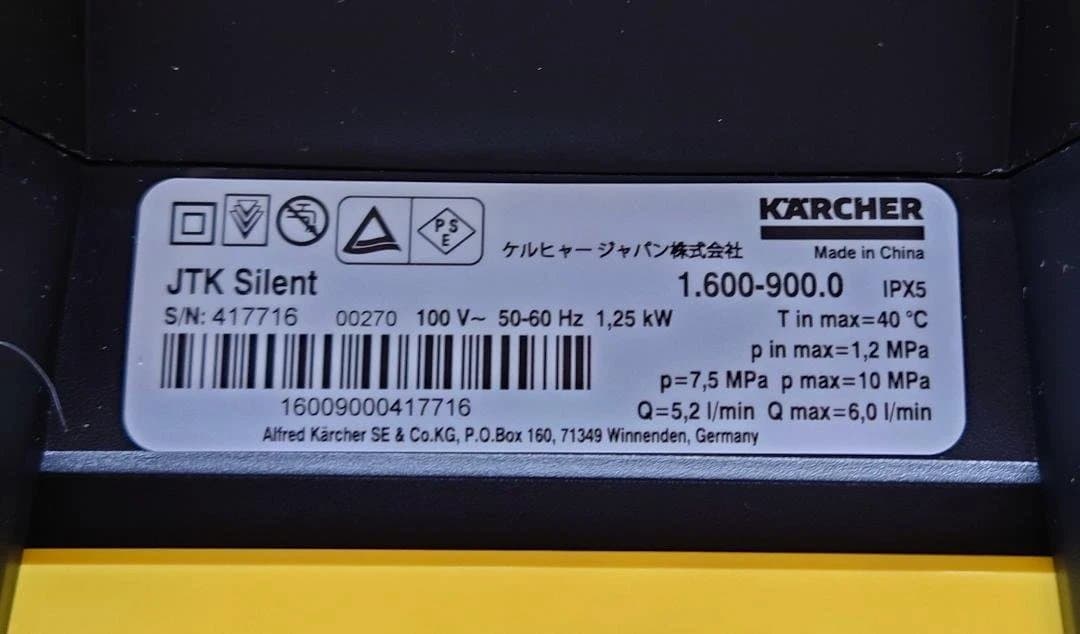 PSE
ケルヒャー ジャパン株式会社
KÄRCHER
Made in China
JTK Silent
1.600-900.0 IPX5
S/N: 417716 00270 100 V~ 50-60 Hz 1,25 kW
T in max=40 °C
p in max=1,2 MPa
p=7,5 MPa p max=10 MPa
16009000417716
Q=5,2 l/min Q max=6,0 l/min
Alfred Kärcher SE & Co.KG, P.O.Box 160, 71349 Winnenden, Germany